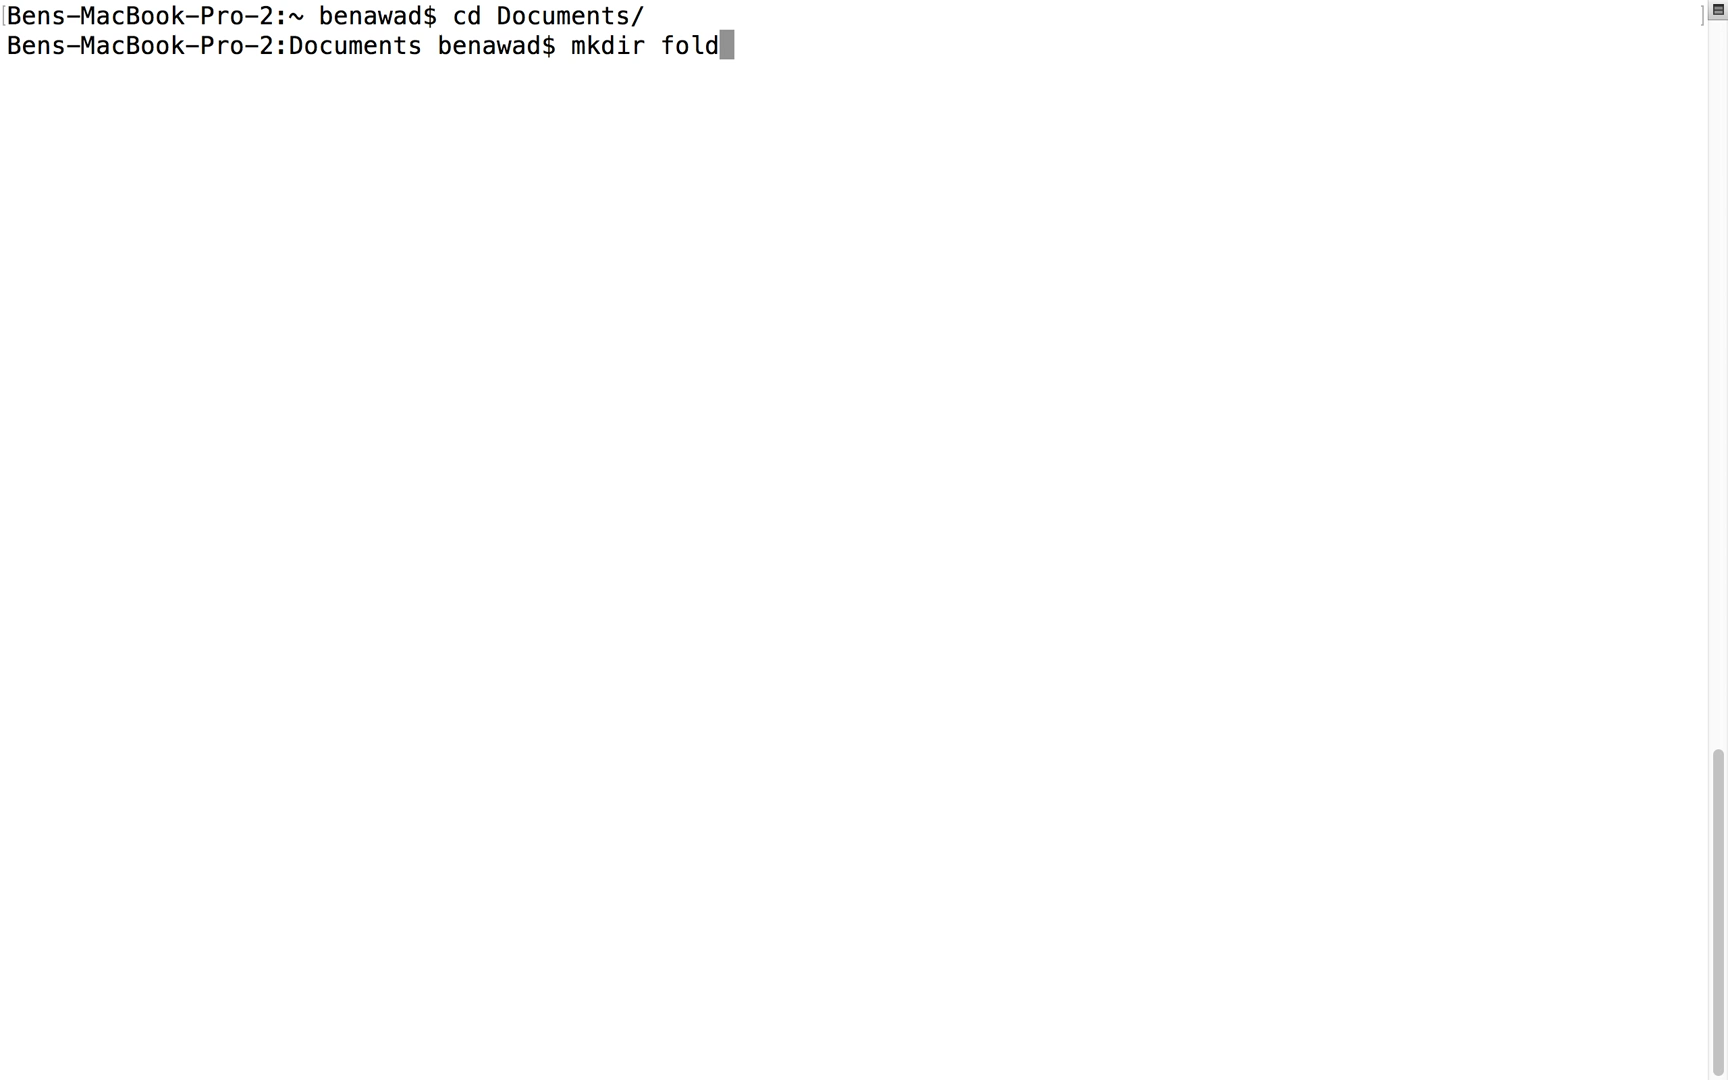 Bens-MacBook-Pro-2:~ benawad$ cd Documents/
Bens-MacBook-Pro-2:Documents benawad$ mkdir fold